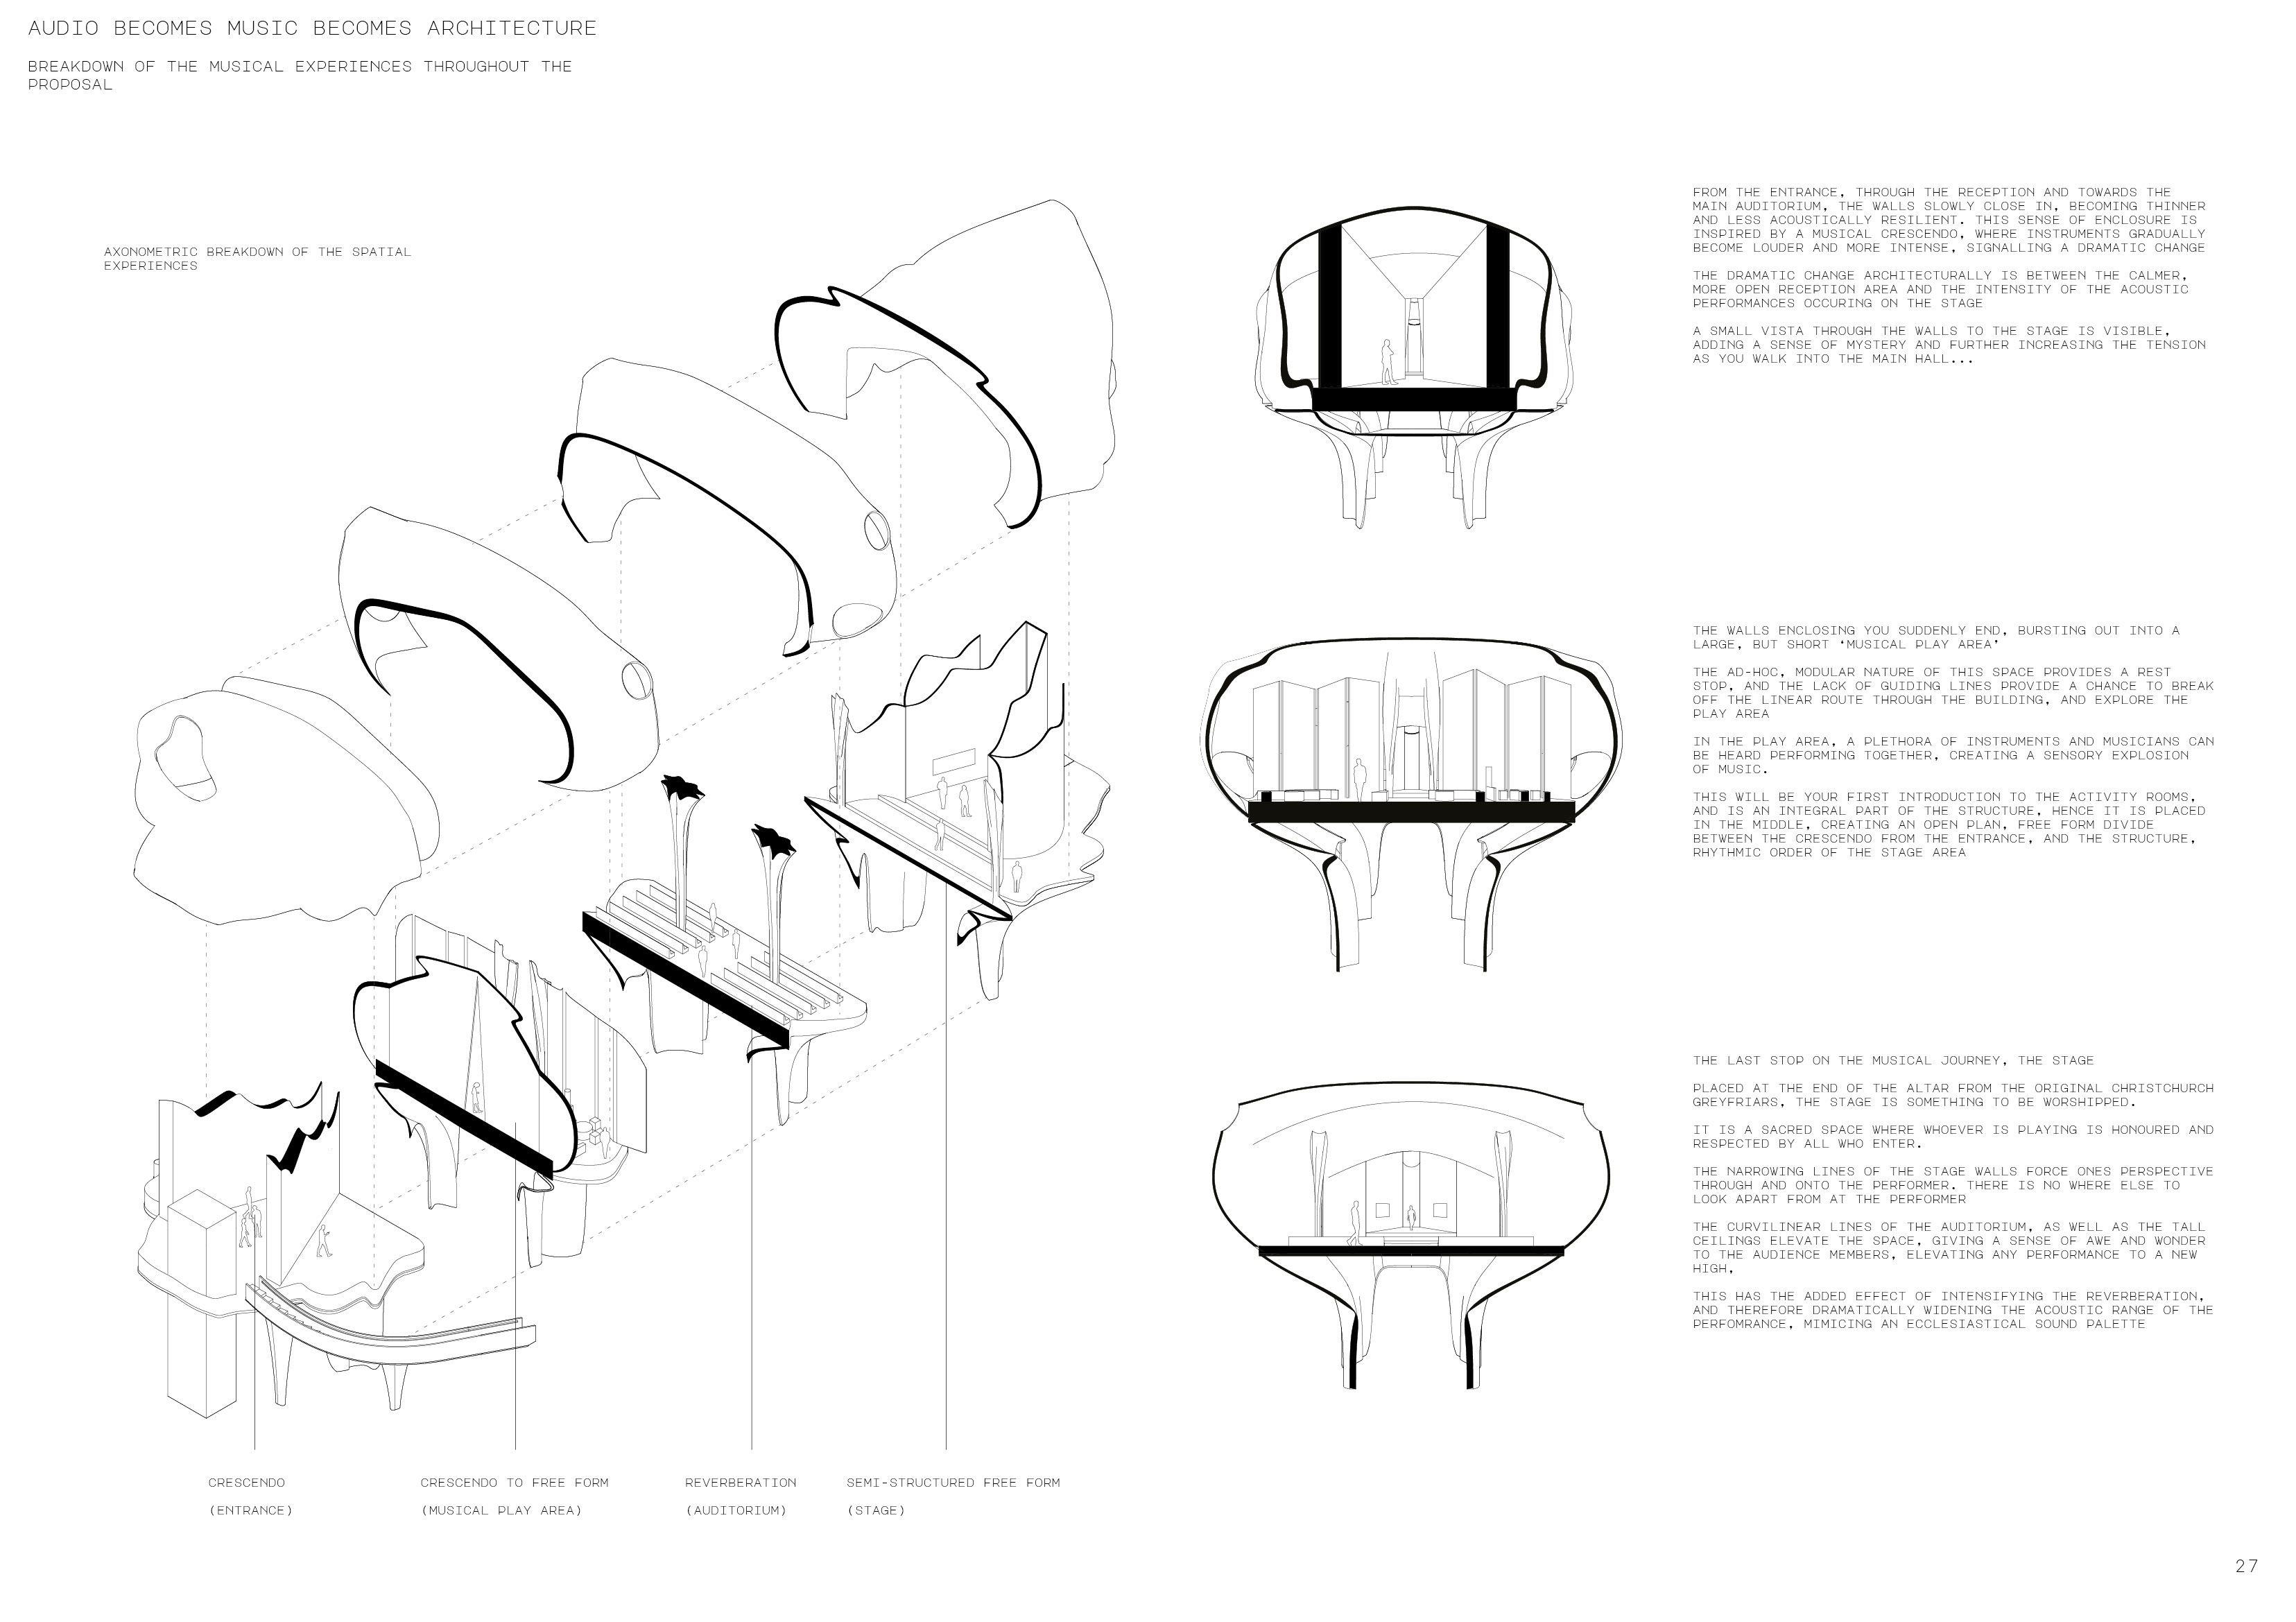 AUDIO BECOMES MUSIC BECOMES ARCHITECTURE
BREAKDOWN OF THE MUSICAL EXPERIENCES THROUGHOUT THE
PROPOSAL
AXONOMETRIC BREAKDOWN OF THE SPATIAL
EXPERIENCES
CRESCENDO
(ENTRANCE)
CRESCENDO TO FREE FORM
(MUSICAL PLAY AREA)
REVERBERATION
(AUDITORIUM)
SEMI-STRUCTURED FREE FORM
(STAGE)
FROM THE ENTRANCE, THROUGH THE RECEPTION AND TOWARDS THE
MAIN AUDITORIUM, THE WALLS SLOWLY CLOSE IN, BECOMING THINNER
AND LESS ACOUSTICALLY RESILIENT. THIS SENSE OF ENCLOSURE IS
INSPIRED BY A MUSICAL CRESCENDO, WHERE INSTRUMENTS GRADUALLY
BECOME LOUDER AND MORE INTENSE, SIGNALLING A DRAMATIC CHANGE
THE DRAMATIC CHANGE ARCHITECTURALLY IS BETWEEN THE CALMER,
MORE OPEN RECEPTION AREA AND THE INTENSITY OF THE ACOUSTIC
PERFORMANCES OCCURING ON THE STAGE
A SMALL VISTA THROUGH THE WALLS TO THE STAGE IS VISIBLE,
ADDING A SENSE OF MYSTERY AND FURTHER INCREASING THE TENSION
AS YOU WALK INTO THE MAIN HALL...
THE WALLS ENCLOSING YOU SUDDENLY END, BURSTING OUT INTO A
LARGE, BUT SHORT ‘MUSICAL PLAY AREA’
THE AD-HOC, MODULAR NATURE OF THIS SPACE PROVIDES A REST
STOP, AND THE LACK OF GUIDING LINES PROVIDE A CHANCE TO BREAK
OFF THE LINEAR ROUTE THROUGH THE BUILDING, AND EXPLORE THE
PLAY AREA
IN THE PLAY AREA, A PLETHORA OF INSTRUMENTS AND MUSICIANS CAN
BE HEARD PERFORMING TOGETHER, CREATING A SENSORY EXPLOSION
OF MUSIC.
THIS WILL BE YOUR FIRST INTRODUCTION TO THE ACTIVITY ROOMS,
AND IS AN INTEGRAL PART OF THE STRUCTURE, HENCE IT IS PLACED
IN THE MIDDLE, CREATING AN OPEN PLAN, FREE FORM DIVIDE
BETWEEN THE CRESCENDO FROM THE ENTRANCE, AND THE STRUCTURE,
RHYTHMIC ORDER OF THE STAGE AREA
THE LAST STOP ON THE MUSICAL JOURNEY, THE STAGE
PLACED AT THE END OF THE ALTAR FROM THE ORIGINAL CHRISTCHURCH
GREYFRIARS, THE STAGE IS SOMETHING TO BE WORSHIPPED.
IT IS A SACRED SPACE WHERE WHOEVER IS PLAYING IS HONOURED AND
RESPECTED BY ALL WHO ENTER.
THE NARROWING LINES OF THE STAGE WALLS FORCE ONES PERSPECTIVE
THROUGH AND ONTO THE PERFORMER. THERE IS NO WHERE ELSE TO
LOOK APART FROM AT THE PERFORMER
THE CURVILINEAR LINES OF THE AUDITORIUM, AS WELL AS THE TALL
CEILINGS ELEVATE THE SPACE, GIVING A SENSE OF AWE AND WONDER
TO THE AUDIENCE MEMBERS, ELEVATING ANY PERFORMANCE TO A NEW
HIGH,
THIS HAS THE ADDED EFFECT OF INTENSIFYING THE REVERBERATION,
AND THEREFORE DRAMATICALLY WIDENING THE ACOUSTIC RANGE OF THE
PERFOMRANCE, MIMICING AN ECCLESIASTICAL SOUND PALETTE
27